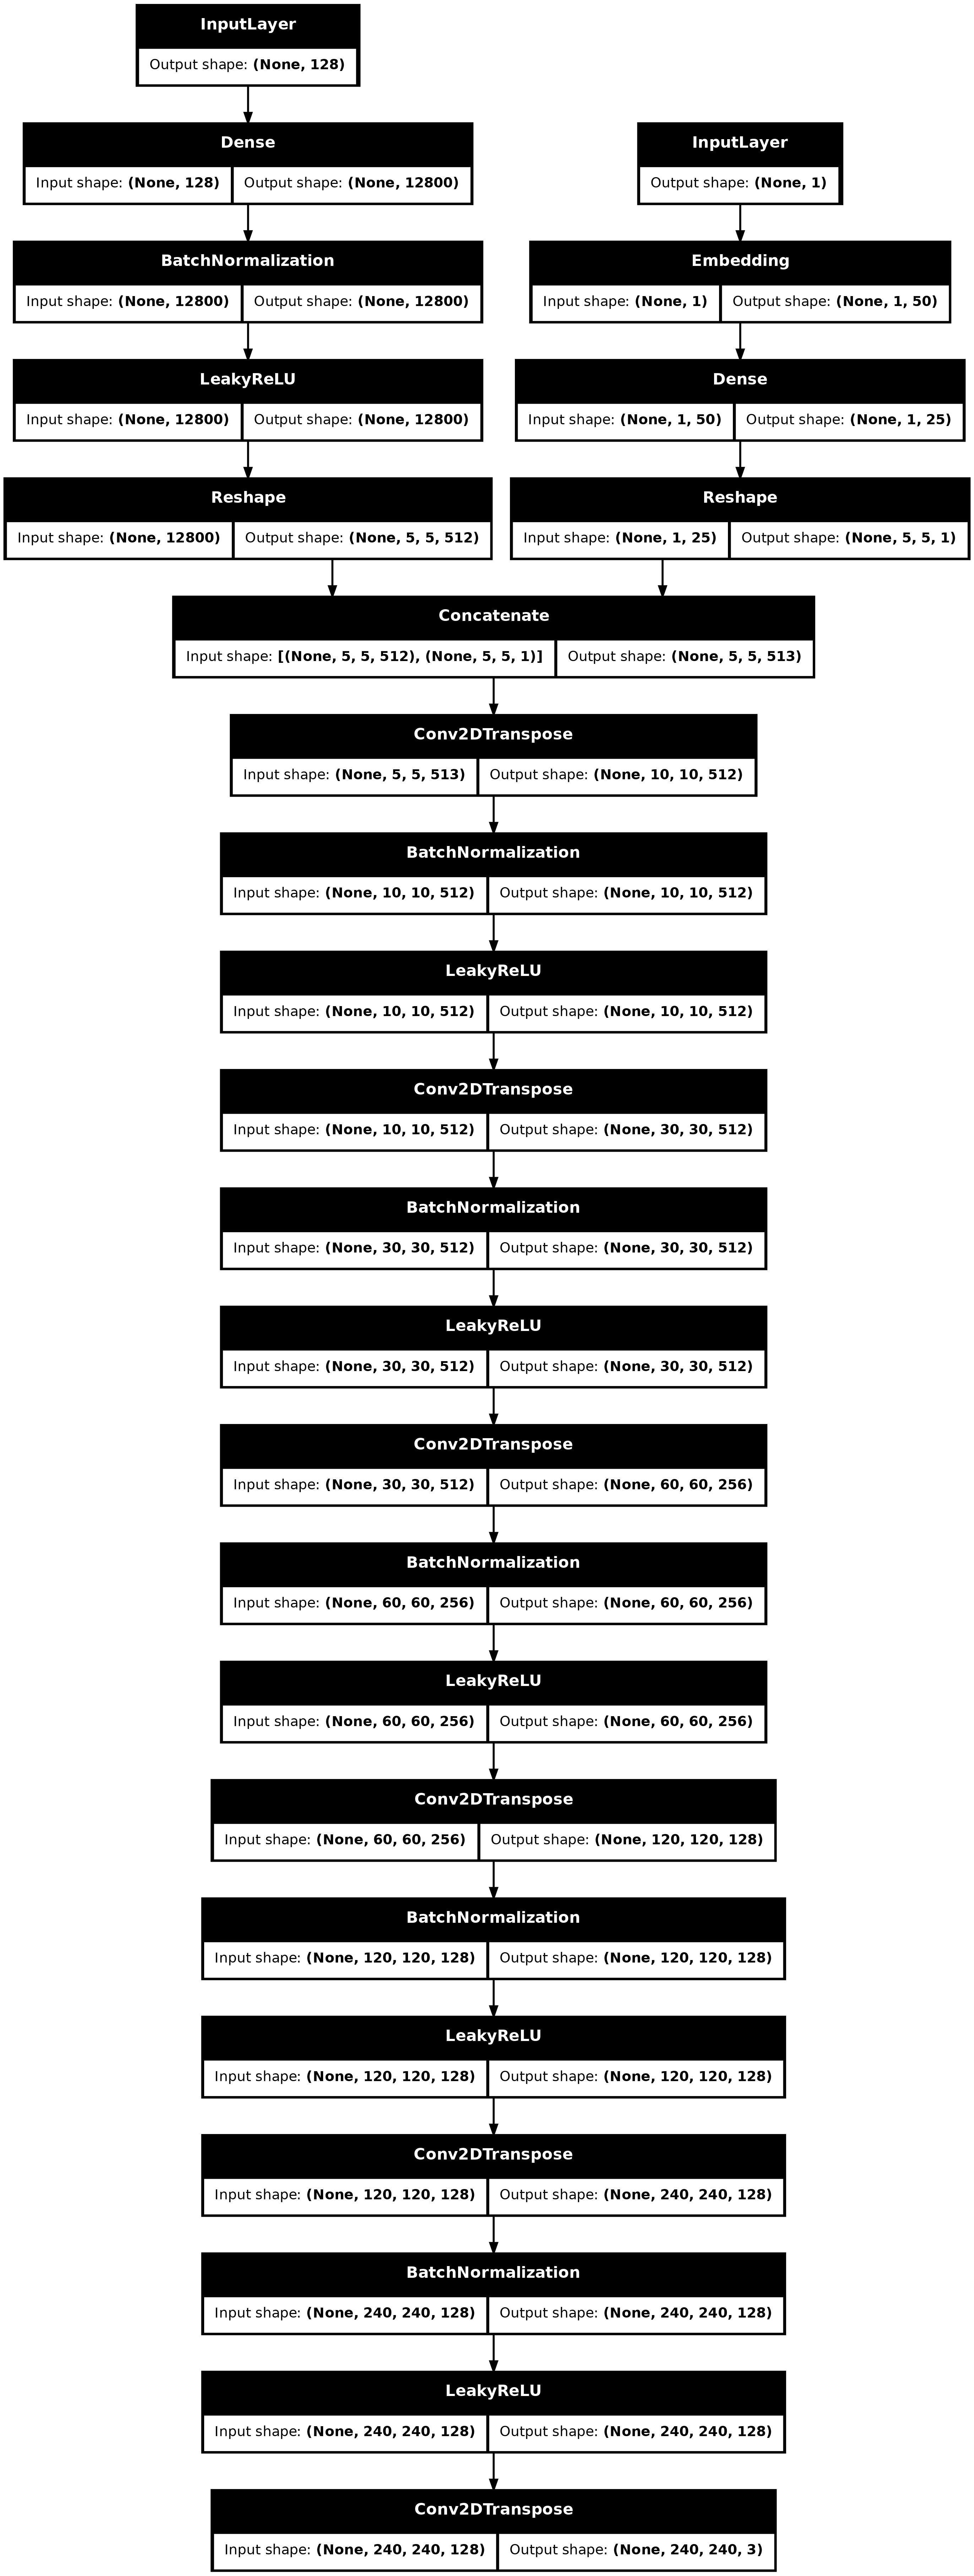 InputLayer
Output shape: (None, 128)
Dense
InputLayer
Input shape: (None, 128) Output shape: (None, 12800)
Output shape: (None, 1)
BatchNormalization
Embedding
Input shape: (None, 12800) Output shape: (None, 12800)
Input shape: (None, 1) Output shape: (None, 1, 50)
LeakyReLU
Dense
Input shape: (None, 12800) Output shape: (None, 12800)
Input shape: (None, 1, 50) Output shape: (None, 1, 25)
Reshape
Reshape
Input shape: (None, 12800) Output shape: (None, 5, 5, 512)
Input shape: (None, 1, 25) Output shape: (None, 5, 5, 1)
Concatenate
Input shape: [(None, 5, 5, 512), (None, 5, 5, 1)] Output shape: (None, 5, 5, 513)
Conv2DTranspose
Input shape: (None, 5, 5, 513) Output shape: (None, 10, 10, 512)
BatchNormalization
Input shape: (None, 10, 10, 512) Output shape: (None, 10, 10, 512)
LeakyReLU
Input shape: (None, 10, 10, 512) Output shape: (None, 10, 10, 512)
Conv2DTranspose
Input shape: (None, 10, 10, 512) Output shape: (None, 30, 30, 512)
BatchNormalization
Input shape: (None, 30, 30, 512) Output shape: (None, 30, 30, 512)
LeakyReLU
Input shape: (None, 30, 30, 512) Output shape: (None, 30, 30, 512)
Conv2DTranspose
Input shape: (None, 30, 30, 512) Output shape: (None, 60, 60, 256)
BatchNormalization
Input shape: (None, 60, 60, 256) Output shape: (None, 60, 60, 256)
LeakyReLU
Input shape: (None, 60, 60, 256) Output shape: (None, 60, 60, 256)
Conv2DTranspose
Input shape: (None, 60, 60, 256) Output shape: (None, 120, 120, 128)
BatchNormalization
Input shape: (None, 120, 120, 128) Output shape: (None, 120, 120, 128)
LeakyReLU
Input shape: (None, 120, 120, 128) Output shape: (None, 120, 120, 128)
Conv2DTranspose
Input shape: (None, 120, 120, 128) Output shape: (None, 240, 240, 128)
BatchNormalization
Input shape: (None, 240, 240, 128) Output shape: (None, 240, 240, 128)
LeakyReLU
Input shape: (None, 240, 240, 128) Output shape: (None, 240, 240, 128)
Conv2DTranspose
Input shape: (None, 240, 240, 128) Output shape: (None, 240, 240, 3)